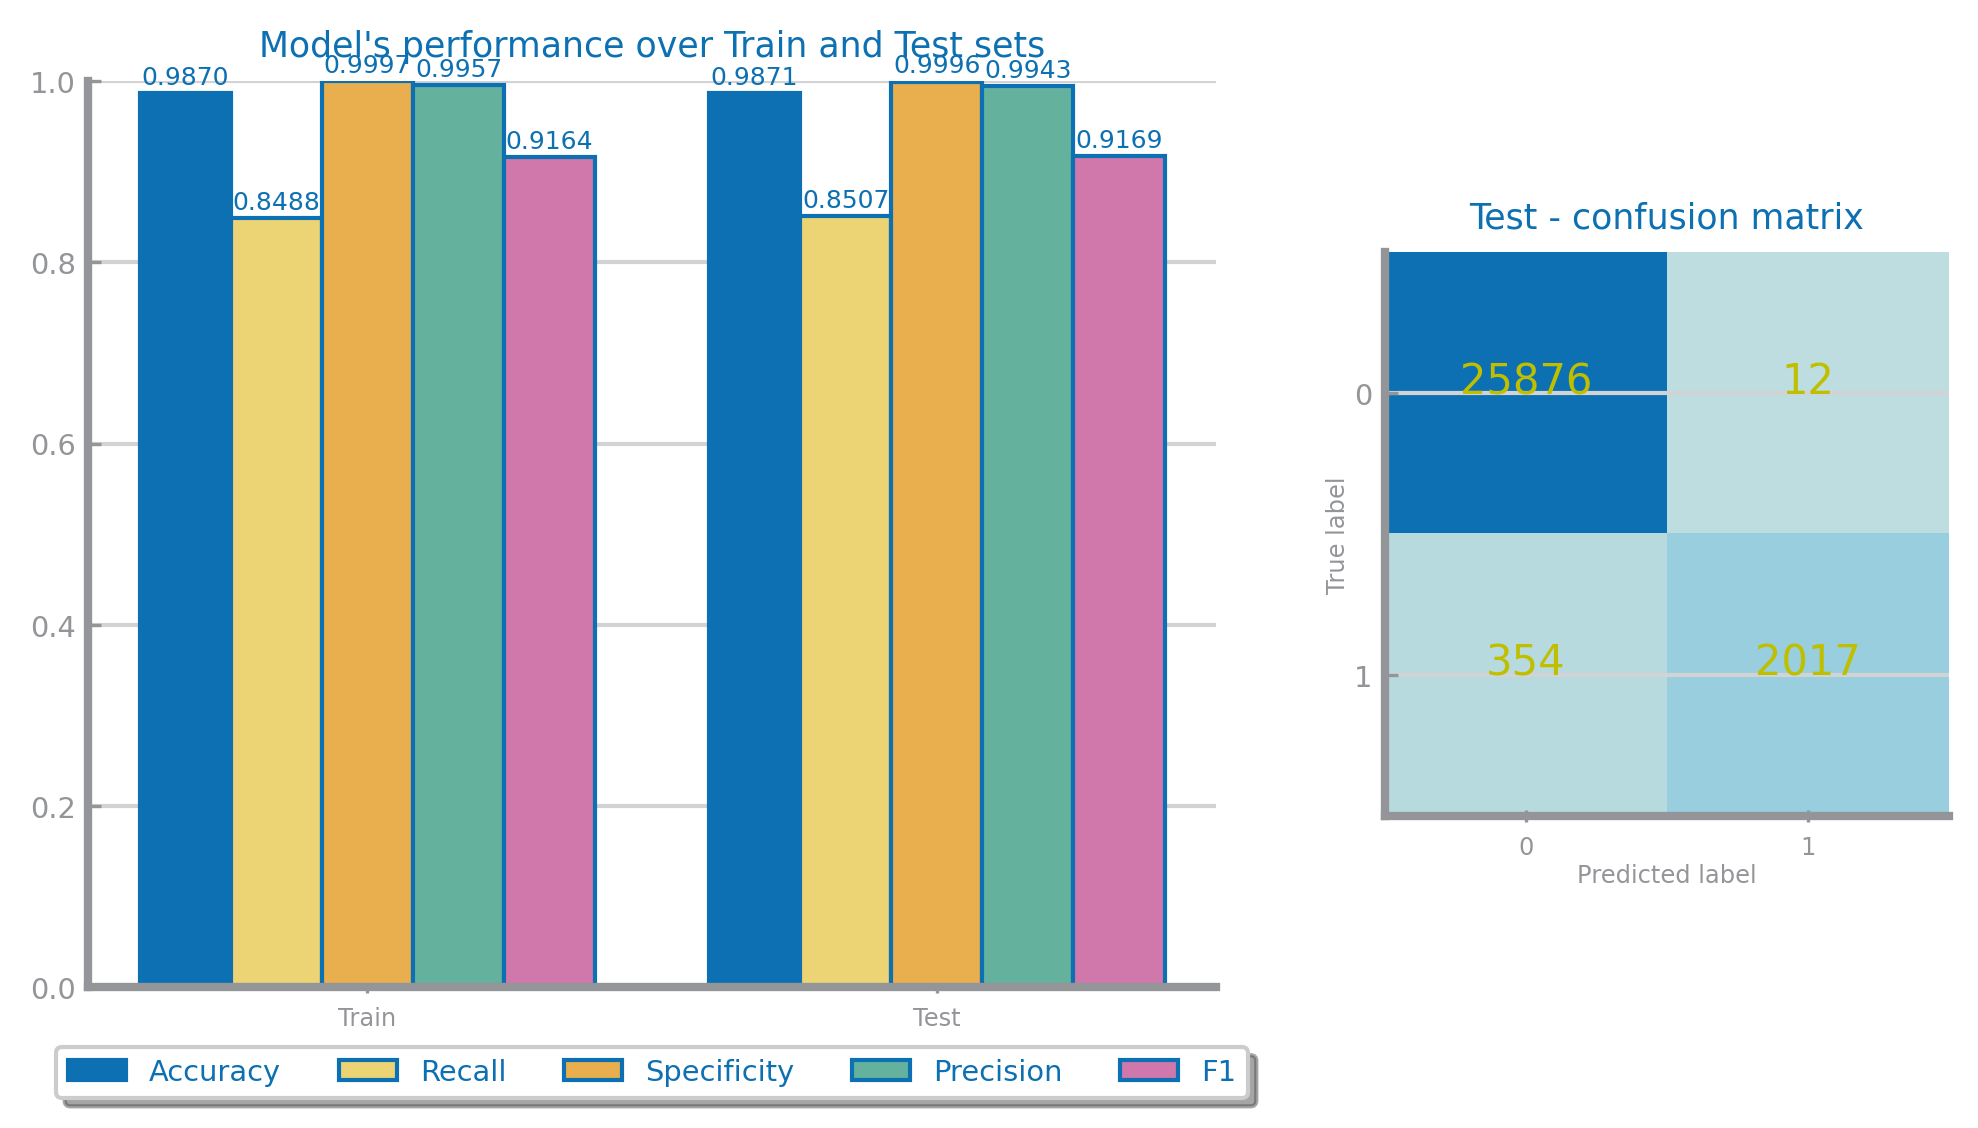 Model's performance over Train and Test sets
0.9870
0.8488
0.9997
0.9957
0.9164
0.9871
0.8507
0.9996
0.9943
0.9169
1.0
0.8
0.6
0.4
0.2
0.0
Train
Test
Accuracy
Recall
Specificity
Precision
F1
Test - confusion matrix
True label
0
1
25876
12
354
2017
0
1
Predicted label